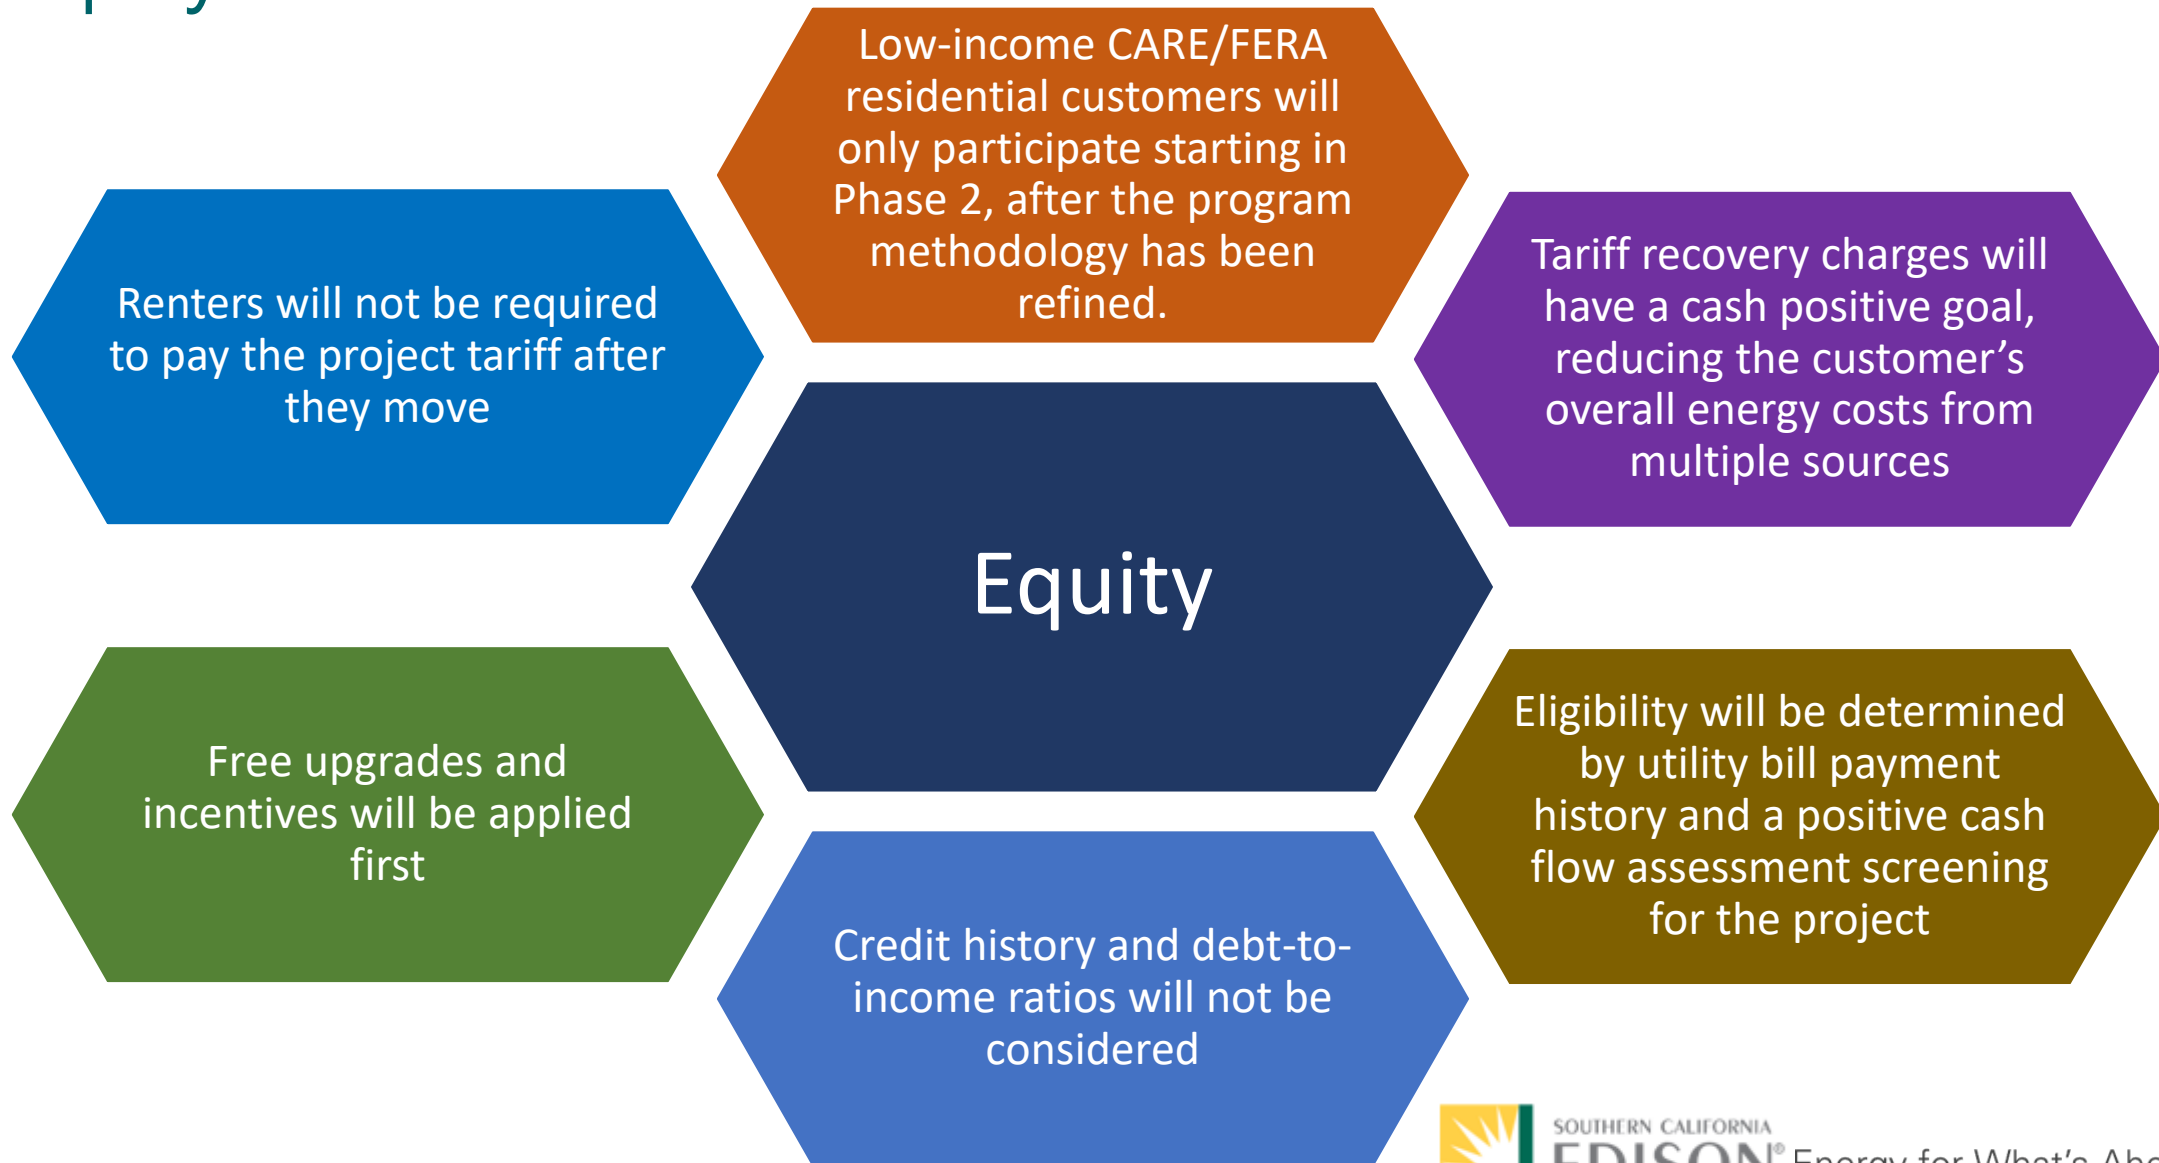 Low-income CARE/FERA
residential customers will
only participate starting in
Phase 2, after the program
methodology has been
refined.
Renters will not be required
to pay the project tariff after
they move
Tariff recovery charges will
have a cash positive goal,
reducing the customer’s
overall energy costs from
multiple sources
Equity
Free upgrades and
incentives will be applied
first
Eligibility will be determined
by utility bill payment
history and a positive cash
flow assessment screening
for the project
Credit history and debt-to-
income ratios will not be
considered
SOUTHERN CALIFORNIA
EDISON® Energy for What's